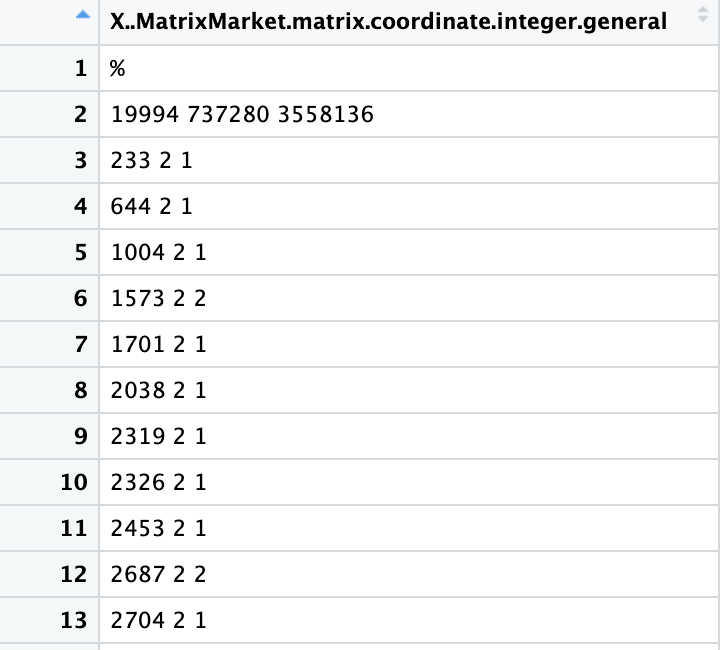 X..MatrixMarket.matrix.coordinate.integer.general
1 %
2 19994 737280 3558136
3 233 2 1
4 644 2 1
5 1004 2 1
6 1573 2 2
7 1701 2 1
8 2038 2 1
9 2319 2 1
10 2326 2 1
11 2453 2 1
12 2687 2 2
13 2704 2 1